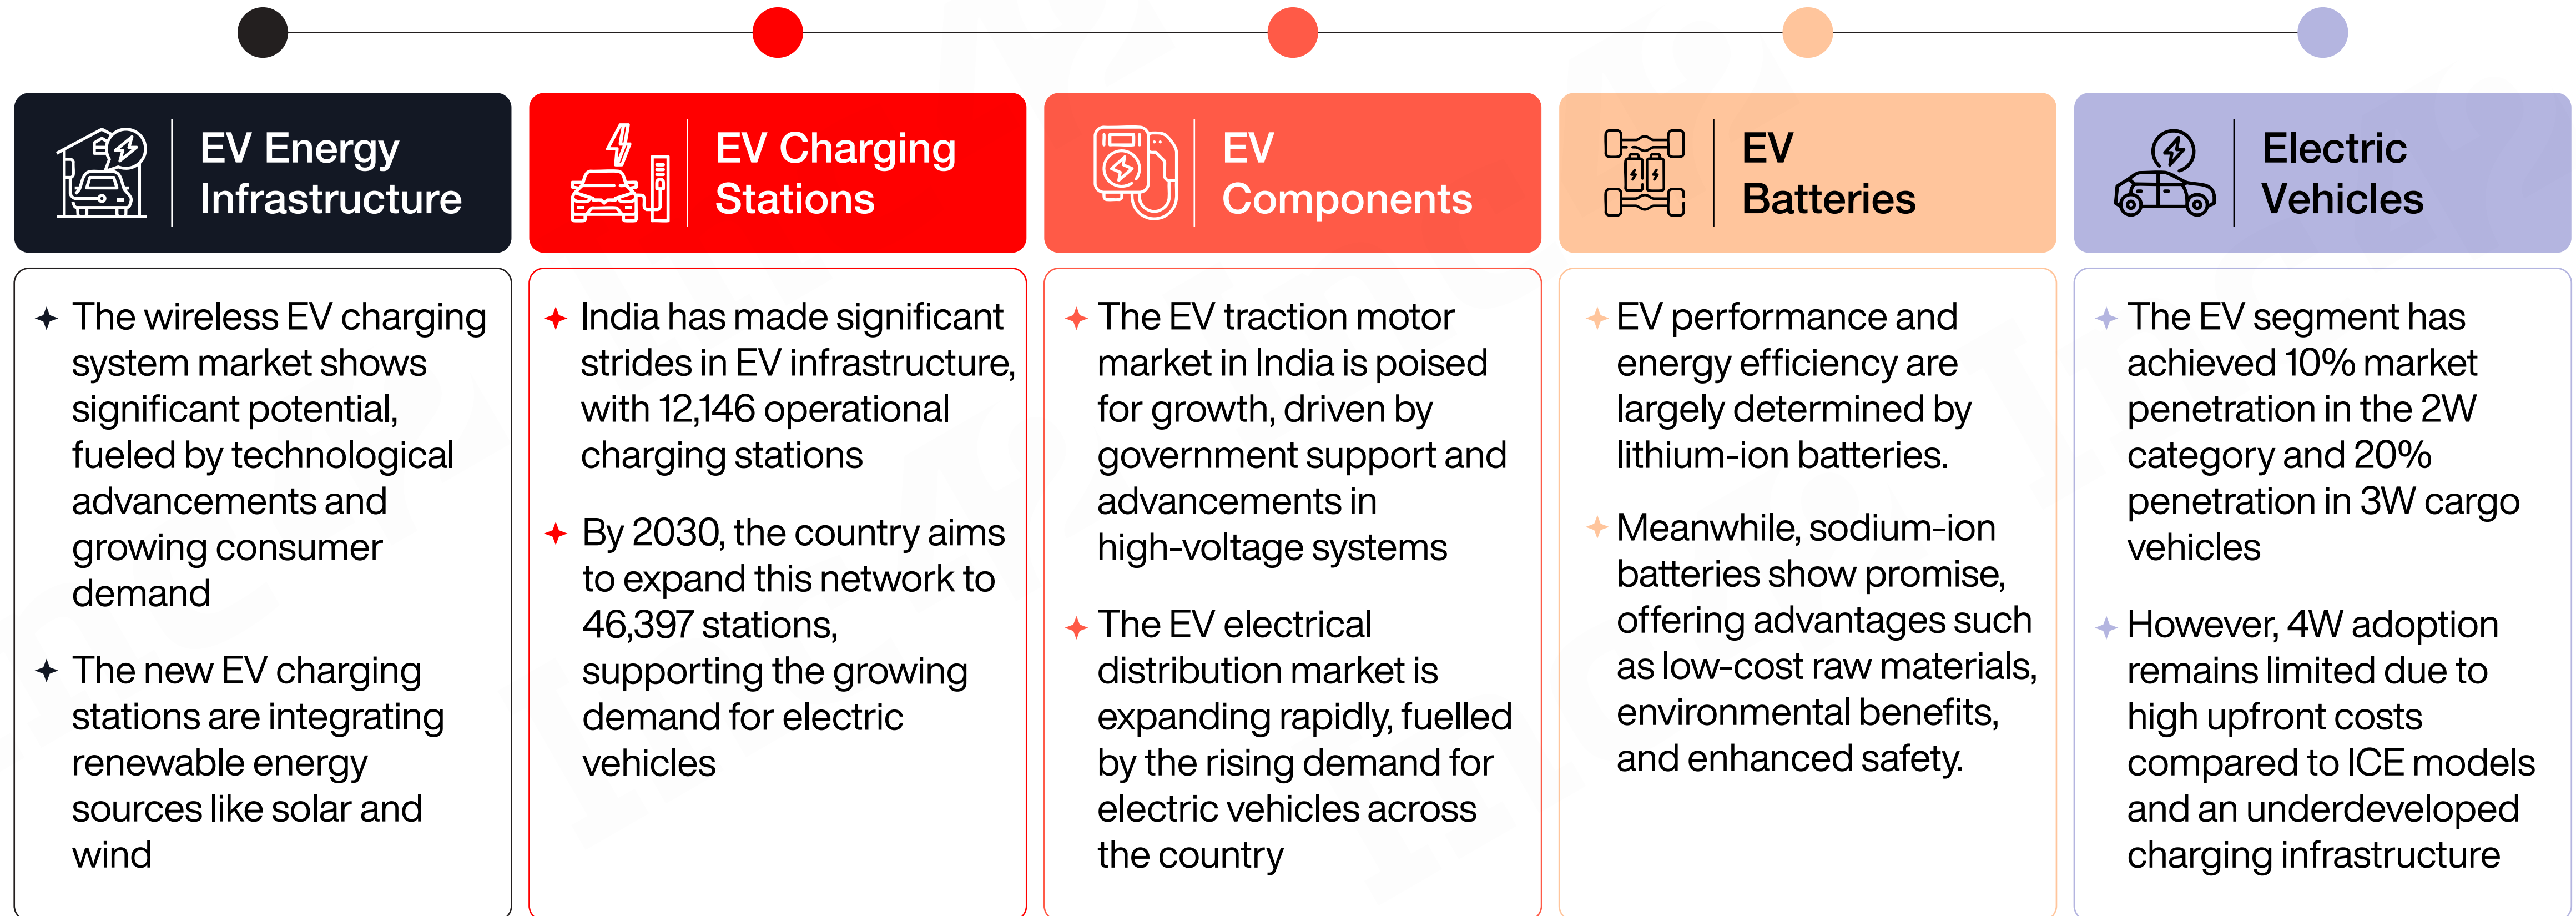 EV Energy
Infrastructure
The wireless EV charging
system market shows
significant potential,
fueled by technological
advancements and
growing consumer
demand
The new EV charging
stations are integrating
renewable energy
sources like solar and
wind
EV Charging
Stations
India has made significant
strides in EV infrastructure,
with 12,146 operational
charging stations
By 2030, the country aims
to expand this network to
46,397 stations,
supporting the growing
demand for electric
vehicles
EV
Components
The EV traction motor
market in India is poised
for growth, driven by
government support and
advancements in
high-voltage systems
The EV electrical
distribution market is
expanding rapidly, fuelled
by the rising demand for
electric vehicles across
the country
EV
Batteries
EV performance and
energy efficiency are
largely determined by
lithium-ion batteries.
Meanwhile, sodium-ion
batteries show promise,
offering advantages such
as low-cost raw materials,
environmental benefits,
and enhanced safety.
Electric
Vehicles
The EV segment has
achieved 10% market
penetration in the 2W
category and 20%
penetration in 3W cargo
vehicles
However, 4W adoption
remains limited due to
high upfront costs
compared to ICE models
and an underdeveloped
charging infrastructure